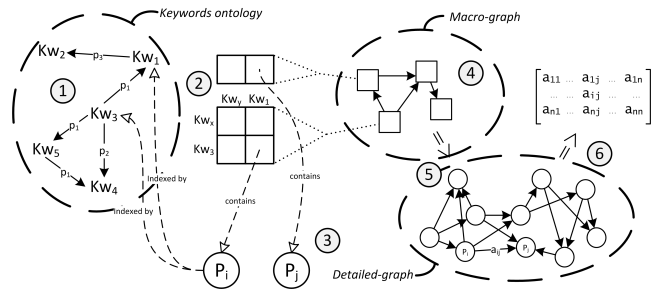 Keywords ontology
Macro-graph
Kw2 p3 Kw1
1
p1
Kw3
p1
Kw5 p2
p1
Kw4
2
Kwy Kw1
Kwx
Kw3
4
a11 ... a1j ... a1n
... aij ...
an1 ... anj ... ann
5
6
Indexed by
contains
contains
Indexed by
3
Pi
Pj
Pi aij Pj
Detailed-graph